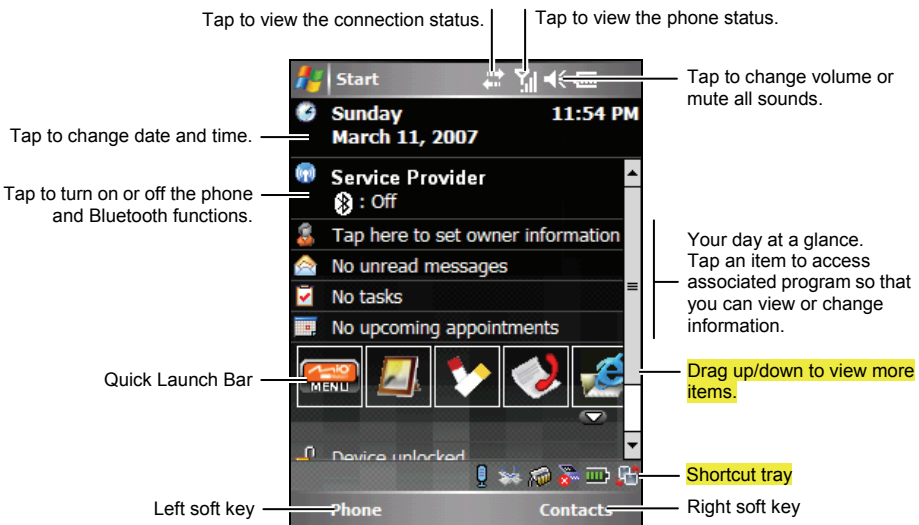 Tap to view the connection status.
Tap to view the phone status.
Start
Tap to change volume or
mute all sounds.
Sunday 11:54 PM
March 11, 2007
Tap to change date and time.
Service Provider
: Off
Tap to turn on or off the phone
and Bluetooth functions.
Tap here to set owner information
No unread messages
No tasks
No upcoming appointments
Your day at a glance.
Tap an item to access
associated program so that
you can view or change
information.
Quick Launch Bar
Mio
MENU
Drag up/down to view more
items.
Device unlocked
Shortcut tray
Left soft key
Phone
Contacts
Right soft key